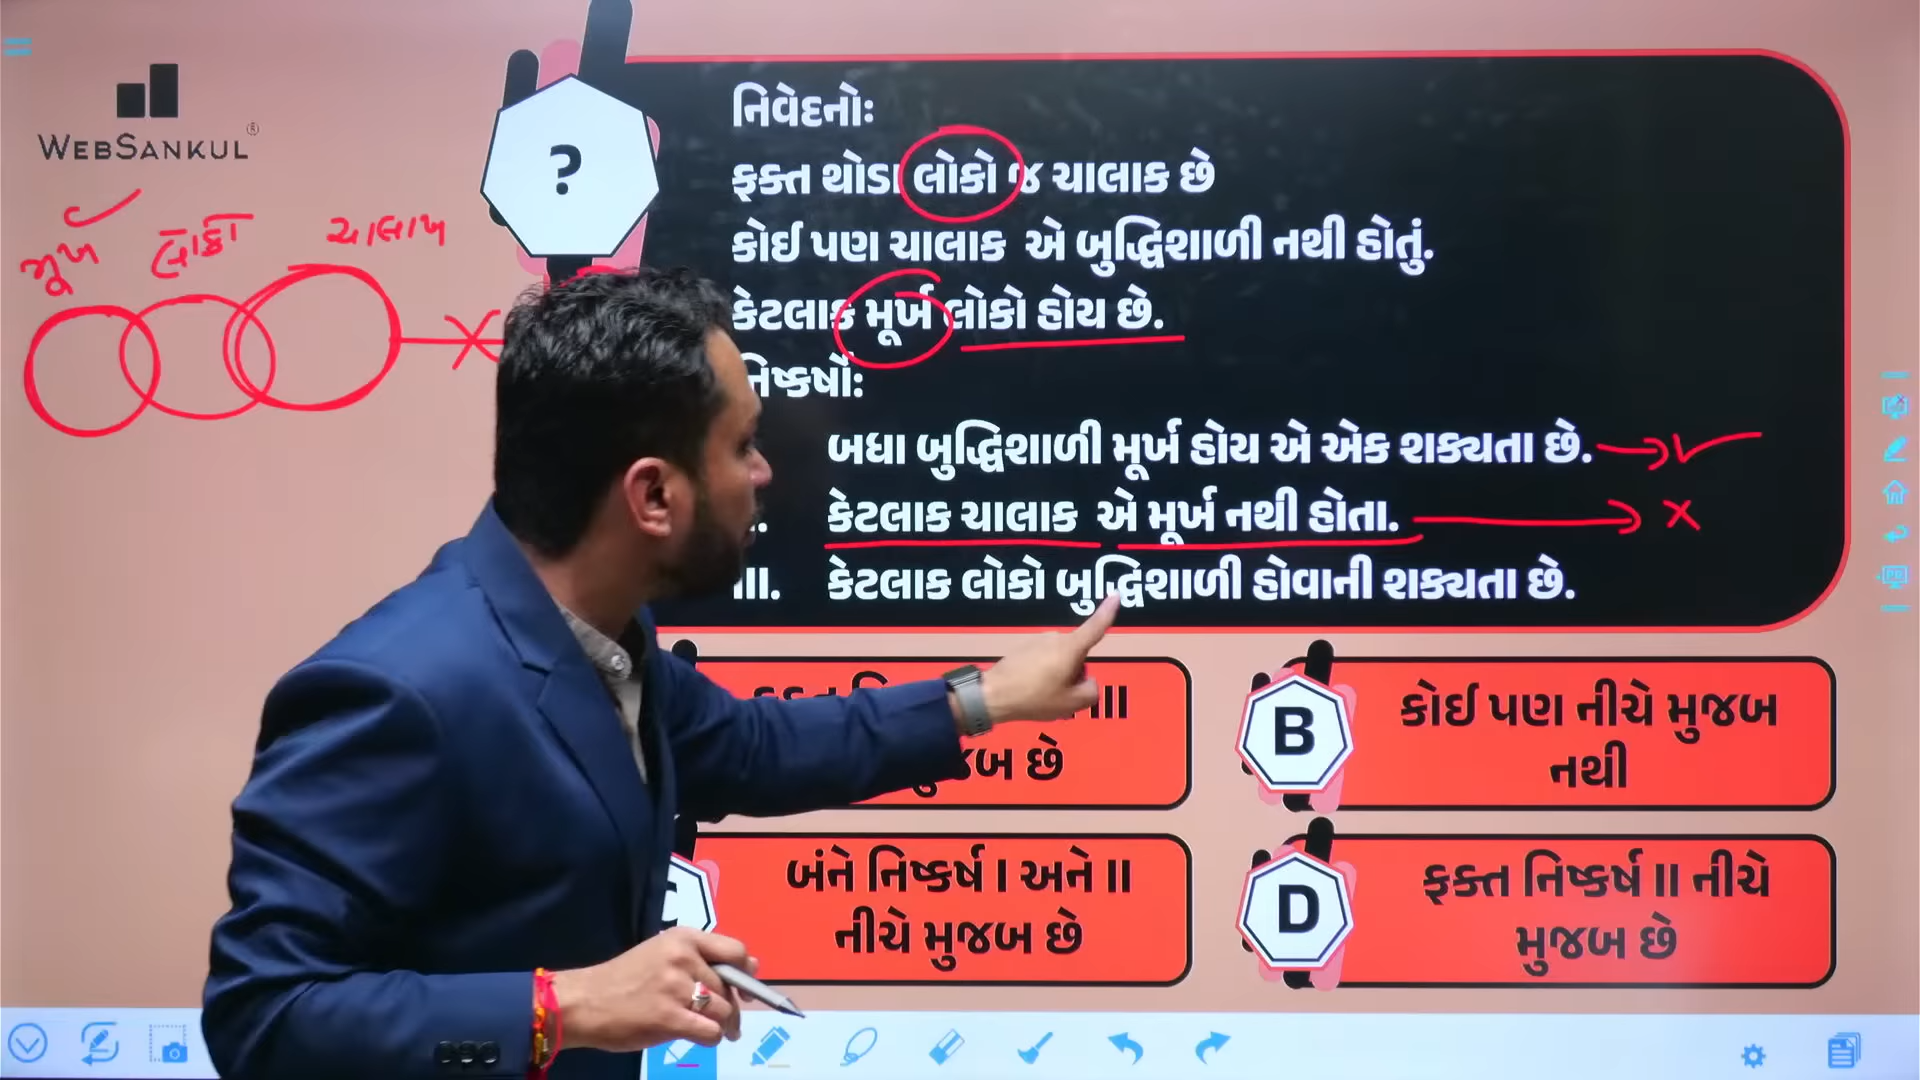 WEBSANKUL®
?
નિવેદનોઃ
ફક્ત થોડા લોકો જ ચાલાક છે
કોઈ પણ ચાલાક એ બુદ્ધિશાળી નથી હોતું.
કેટલાક મૂર્ખ લોકો હોય છે.
નિષ્કર્ષોઃ
બધા બુદ્ધિશાળી મૂર્ખ હોય એ એક શક્યતા છે.
કેટલાક ચાલાક એ મૂર્ખ નથી હોતા.
III. કેટલાક લોકો બુદ્ધિશાળી હોવાની શક્યતા છે.
મૂર્ખ લોકો ચાલાખ
છે
B કોઈ પણ નીચે મુજબ
નથી
બંને નિષ્કર્ષ I અને II
નીચે મુજબ છે
D ફક્ત નિષ્કર્ષ II નીચે
મુજબ છે